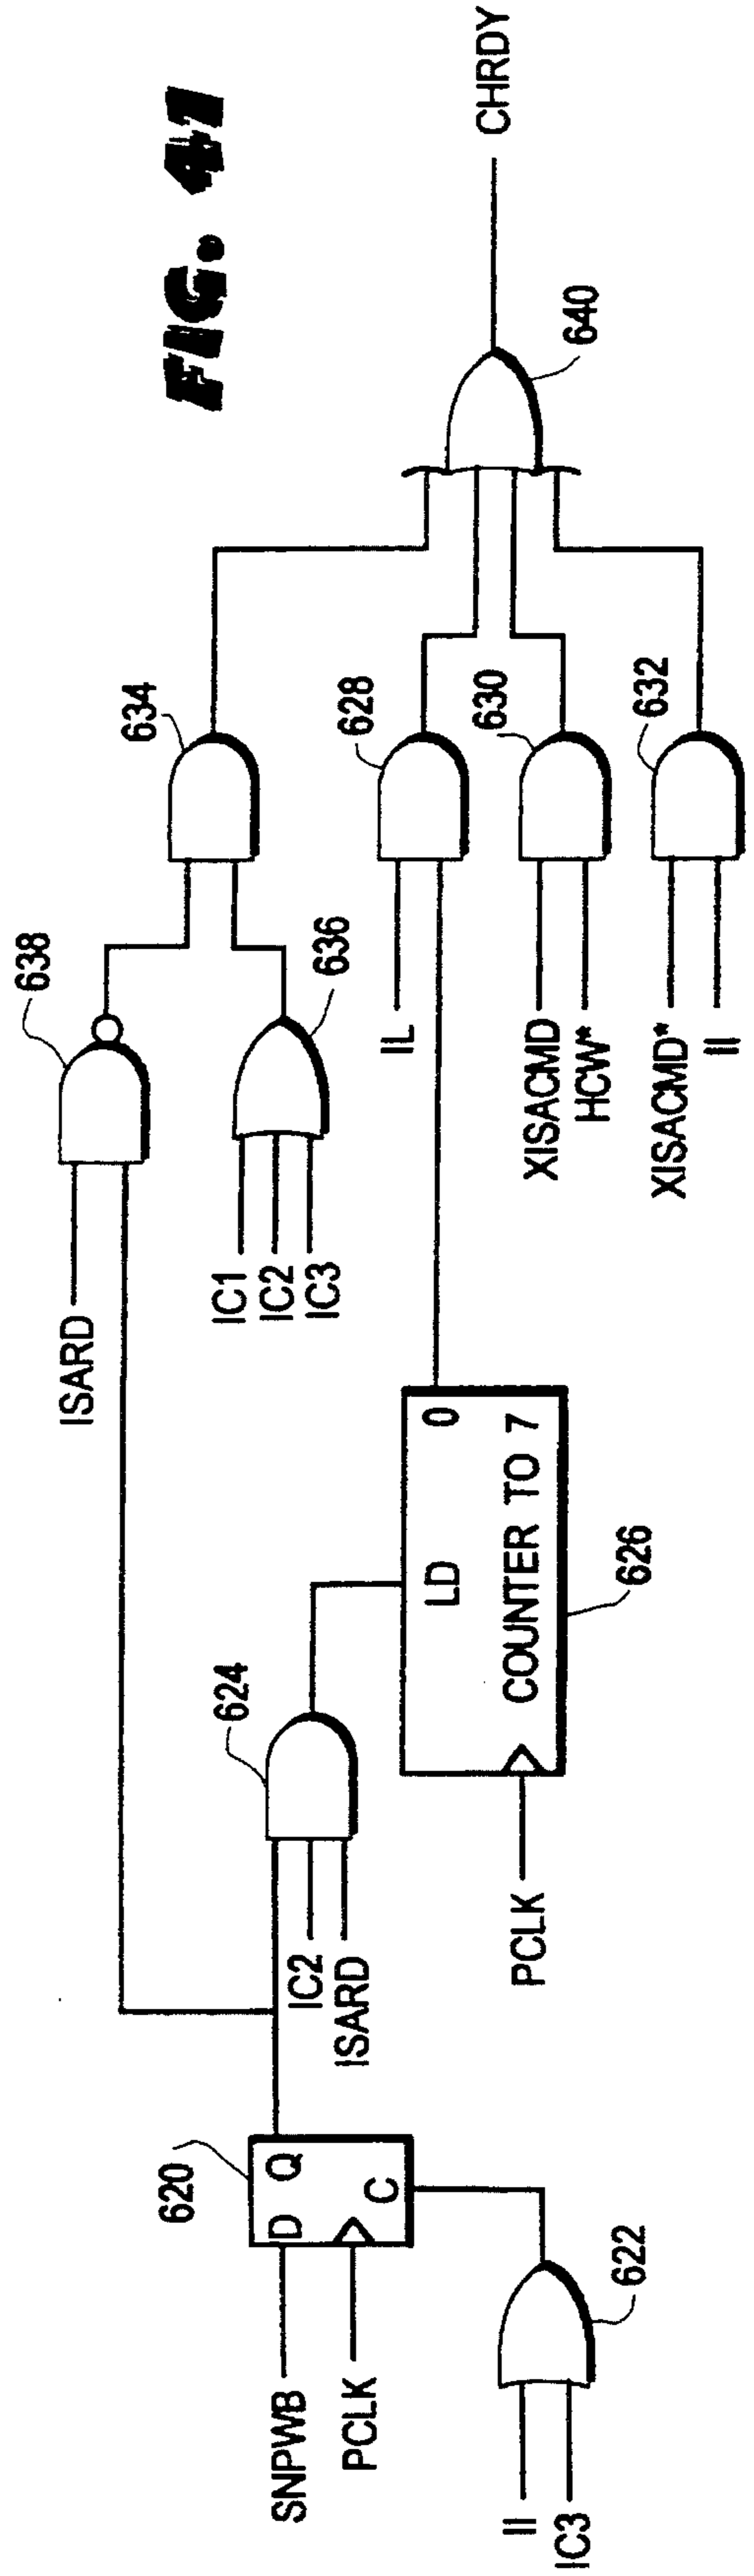 FIG. 41
SNPWB
PCLK
II
IC3
620
D
Q
C
622
IC2
ISARD
624
PCLK
LD
0
COUNTER TO 7
626
ISARD
638
IC1
IC2
IC3
636
634
IL
628
XISACMD
HCW*
630
XISACMD*
II
632
640
CHRDY